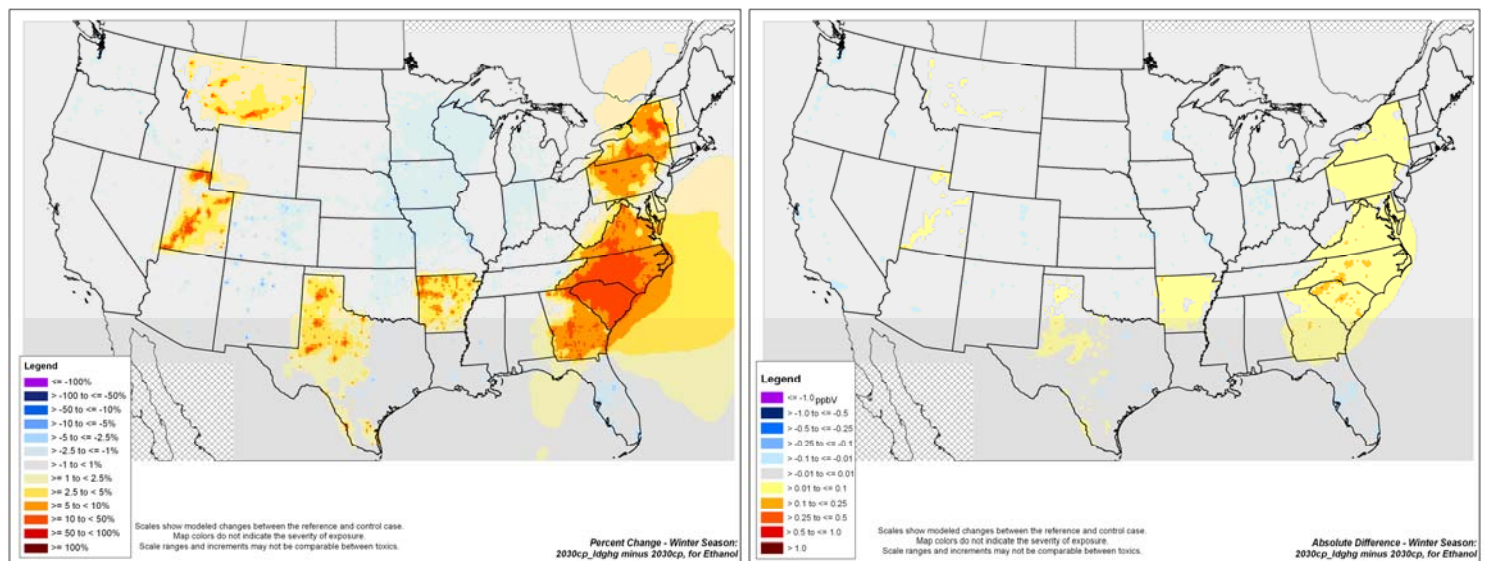 Legend
<= -100%
> -100 to <= -50%
> -50 to <= -10%
> -10 to <= -5%
> -5 to <= -2.5%
> -2.5 to <= -1%
> -1 to < 1%
>= 1 to < 2.5%
>= 2.5 to < 5%
>= 5 to < 10%
>= 10 to < 50%
>= 50 to < 100%
>= 100%
Scales show modeled changes between the reference and control case.
Map colors do not indicate the severity of exposure.
Scale ranges and increments may not be comparable between toxics.
Percent Change - Winter Season:
2030cp_ldghg minus 2030cp, for Ethanol
Legend
<= -1.0 ppbV
> -1.0 to <= -0.5
> -0.5 to <= -0.25
> -0.25 to <= -0.1
> -0.1 to <= -0.01
> -0.01 to <= 0.01
> 0.01 to <= 0.1
> 0.1 to <= 0.25
> 0.25 to <= 0.5
> 0.5 to <= 1.0
> 1.0
Scales show modeled changes between the reference and control case.
Map colors do not indicate the severity of exposure.
Scale ranges and increments may not be comparable between toxics.
Absolute Difference - Winter Season:
2030cp_ldghg minus 2030cp, for Ethanol